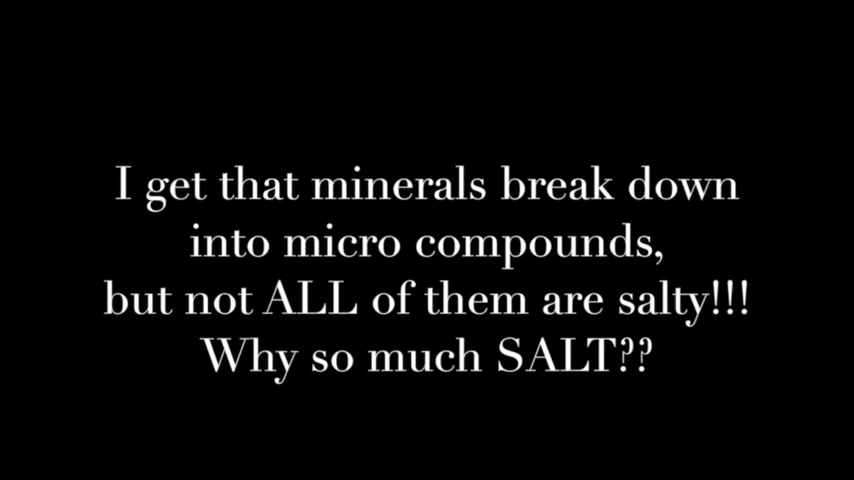 I get that minerals break down
into micro compounds,
but not ALL of them are salty!!!
Why so much SALT??